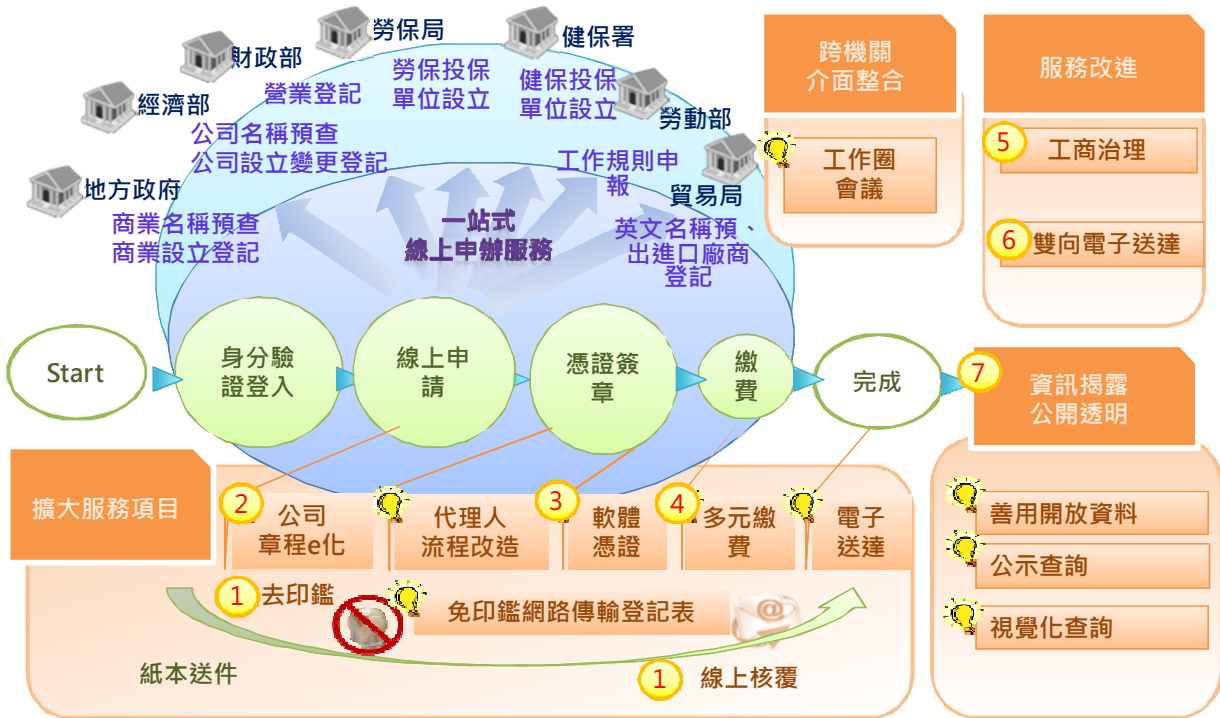 勞保局
健保署
財政部
勞保投保
單位設立
健保投保
單位設立
營業登記
經濟部
公司名稱預查
公司設立變更登記
勞動部
工作規則申
報
地方政府
商業名稱預查
商業設立登記
貿易局
英文名稱預、
出進口廠商
登記
一站式
線上申辦服務
跨機關
介面整合
工作圈
會議
服務改進
5
工商治理
6
雙向電子送達
Start
身分驗
證登入
線上申
請
憑證簽
章
繳
費
完成
7
資訊揭露
公開透明
善用開放資料
公示查詢
視覺化查詢
擴大服務項目
2
公司
章程e化
代理人
流程改造
3
軟體
憑證
4
多元繳
費
電子
送達
1
去印鑑
免印鑑網路傳輸登記表
@
紙本送件
1
線上核覆